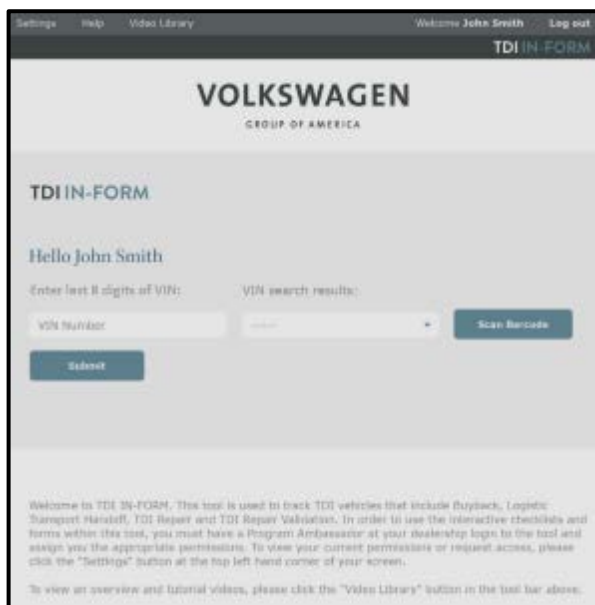 Settings Help Video Library Welcome John Smith Log out
TDI IN-FORM
VOLKSWAGEN
GROUP OF AMERICA
TDI IN-FORM
Hello John Smith
Enter last 8 digits of VIN: VIN search results:
VIN Number ------ Scan Barcode
Submit
Welcome to TDI IN-FORM. This tool is used to track TDI vehicles that include Buyback, Logistic
Transport Handoff, TDI Repair and TDI Repair Validation. In order to use the interactive checklists and
forms within this tool, you must have a Program Ambassador at your dealership login to the tool and
assign you the appropriate permissions. To view your current permissions or request access, please
click the "Settings" button at the top left hand corner of your screen.
To view an overview and tutorial videos, please click the "Video Library" button in the tool bar above.